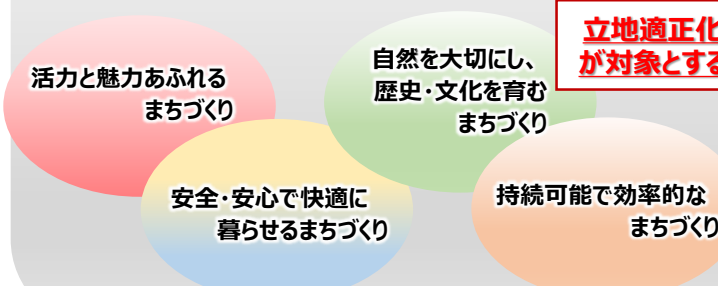 立地適正化
が対象とする
活力と魅力あふれる
まちづくり
自然を大切にし、
歴史・文化を育む
まちづくり
安全・安心で快適に
暮らせるまちづくり
持続可能で効率的な
まちづくり